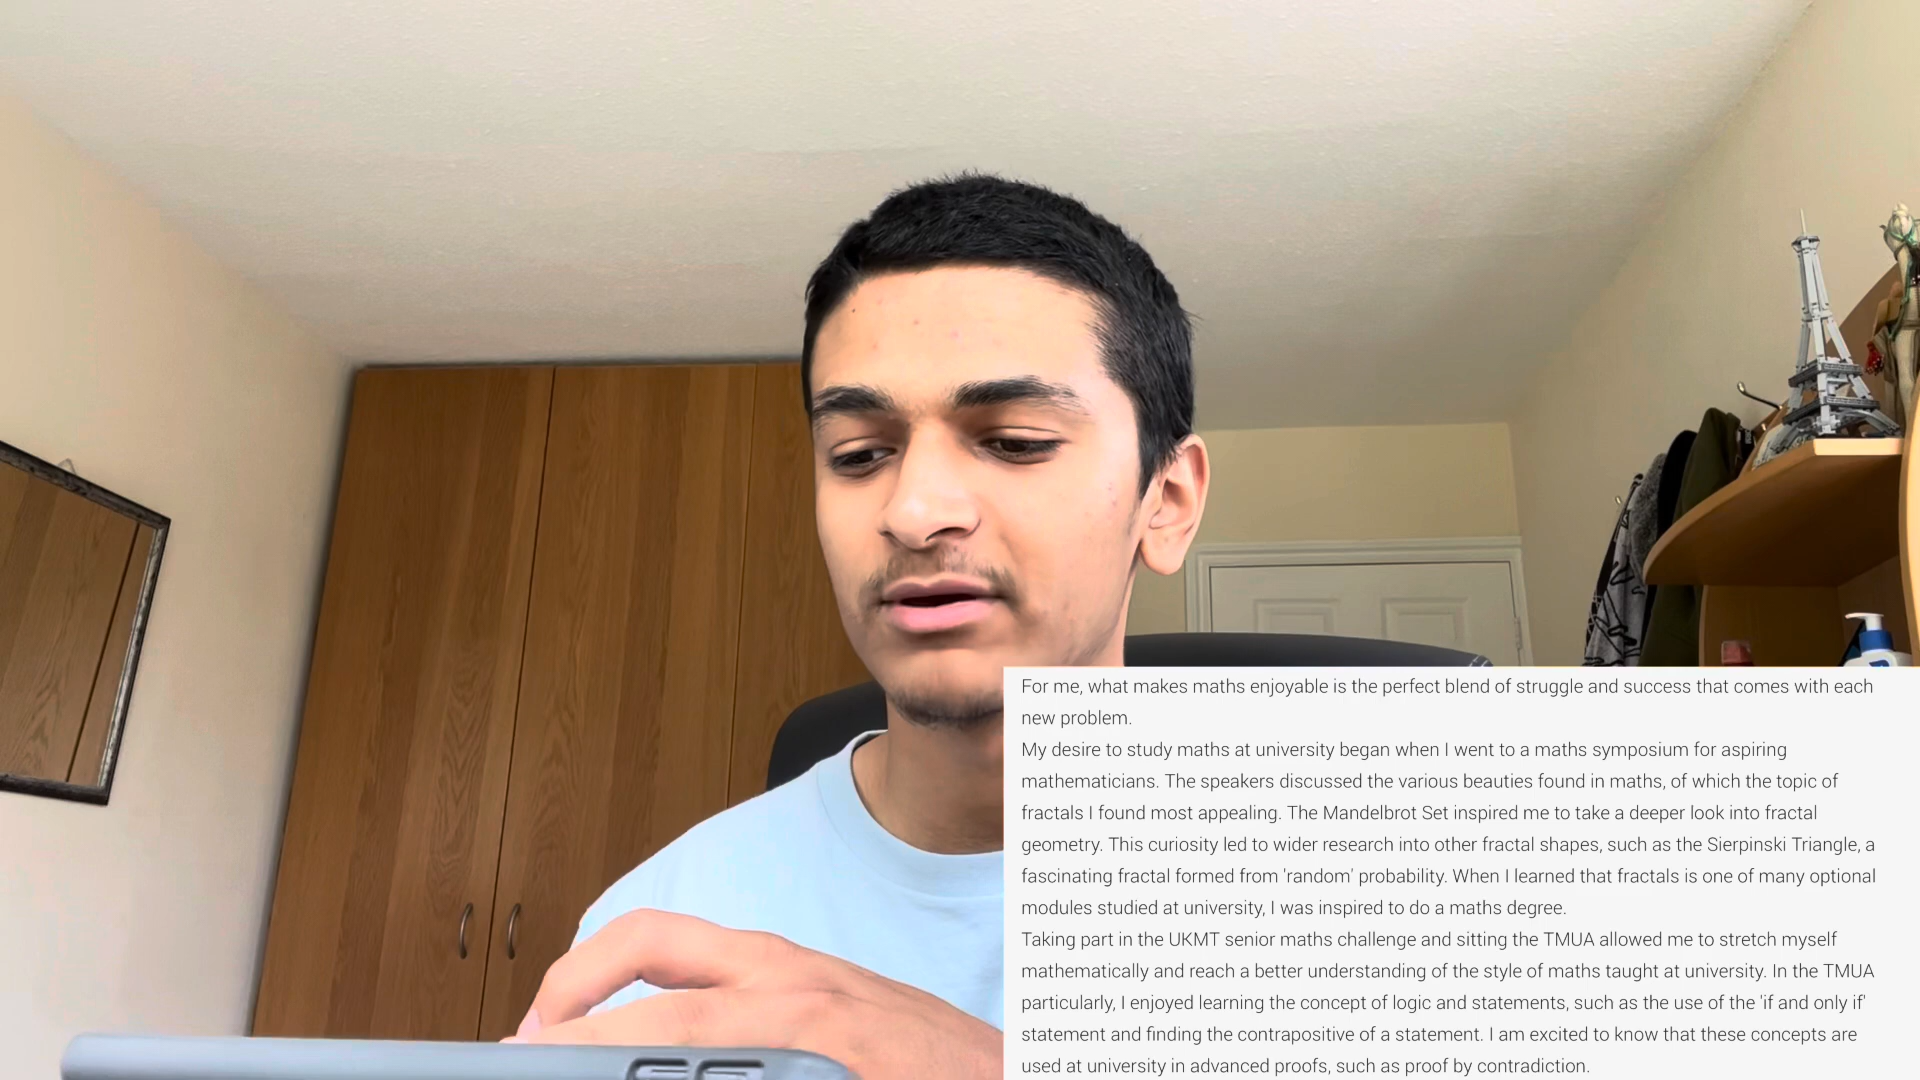 For me, what makes maths enjoyable is the perfect blend of struggle and success that comes with each
new problem.
My desire to study maths at university began when I went to a maths symposium for aspiring
mathematicians. The speakers discussed the various beauties found in maths, of which the topic of
fractals I found most appealing. The Mandelbrot Set inspired me to take a deeper look into fractal
geometry. This curiosity led to wider research into other fractal shapes, such as the Sierpinski Triangle, a
fascinating fractal formed from 'random' probability. When I learned that fractals is one of many optional
modules studied at university, I was inspired to do a maths degree.
Taking part in the UKMT senior maths challenge and sitting the TMUA allowed me to stretch myself
mathematically and reach a better understanding of the style of maths taught at university. In the TMUA
particularly, I enjoyed learning the concept of logic and statements, such as the use of the 'if and only if'
statement and finding the contrapositive of a statement. I am excited to know that these concepts are
used at university in advanced proofs, such as proof by contradiction.